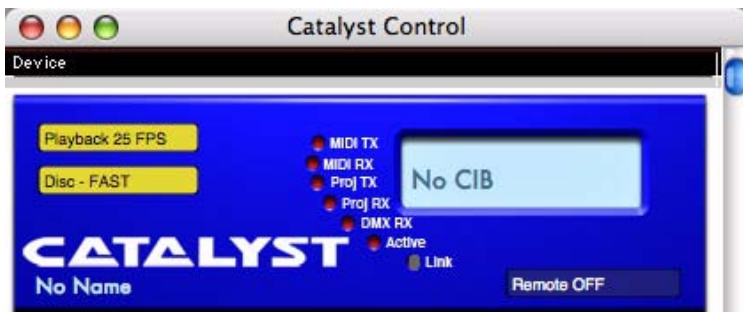 Catalyst Control
Device
Playback 25 FPS
Disc - FAST
MIDI TX
MIDI RX
Proj TX
Proj RX
DMX RX
Active
Link
No CIB
CATALYST
No Name
Remote OFF